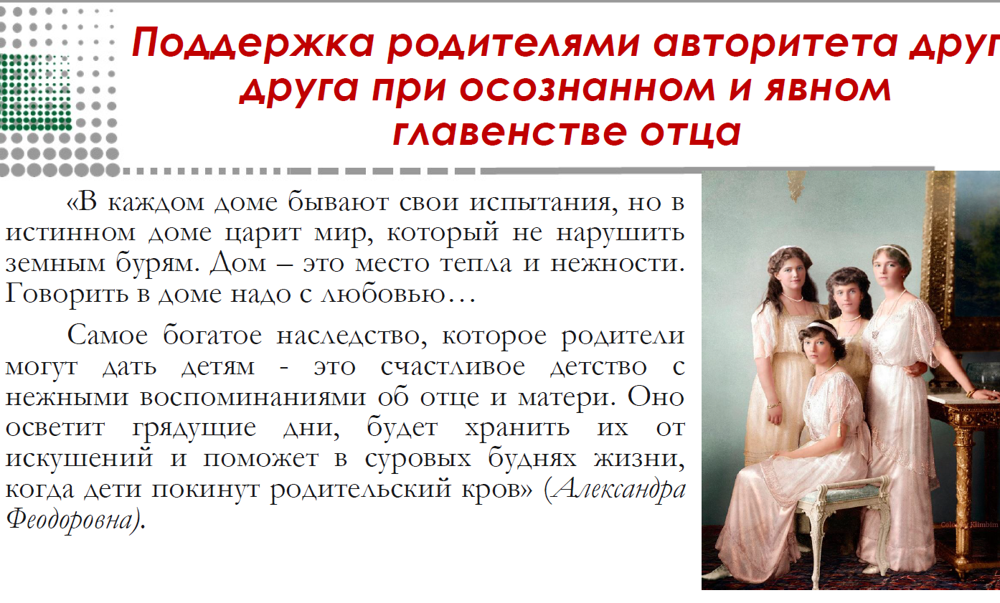 Поддержка родителями авторитета друг
друга при осознанном и явном
главенстве отца
«В каждом доме бывают свои испытания, но в
истинном доме царит мир, который не нарушить
земным бурям. Дом – это место тепла и нежности.
Говорить в доме надо с любовью…
Самое богатое наследство, которое родители
могут дать детям - это счастливое детство с
нежными воспоминаниями об отце и матери. Оно
осветит грядущие дни, будет хранить их от
искушений и поможет в суровых буднях жизни,
когда дети покинут родительский кров» (Александра
Феодоровна).
Klimbim